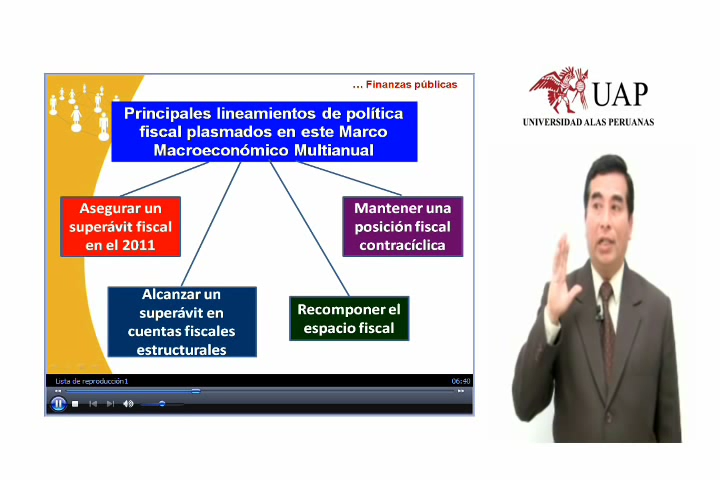 ... Finanzas públicas
Principales lineamientos de política
fiscal plasmados en este Marco
Macroeconómico Multianual
Asegurar un
superávit fiscal
en el 2011
Mantener una
posición fiscal
contracíclica
Alcanzar un
superávit en
cuentas fiscales
estructurales
Recomponer el
espacio fiscal
Lista de reproducción1
06:40
UAP
UNIVERSIDAD ALAS PERUANAS